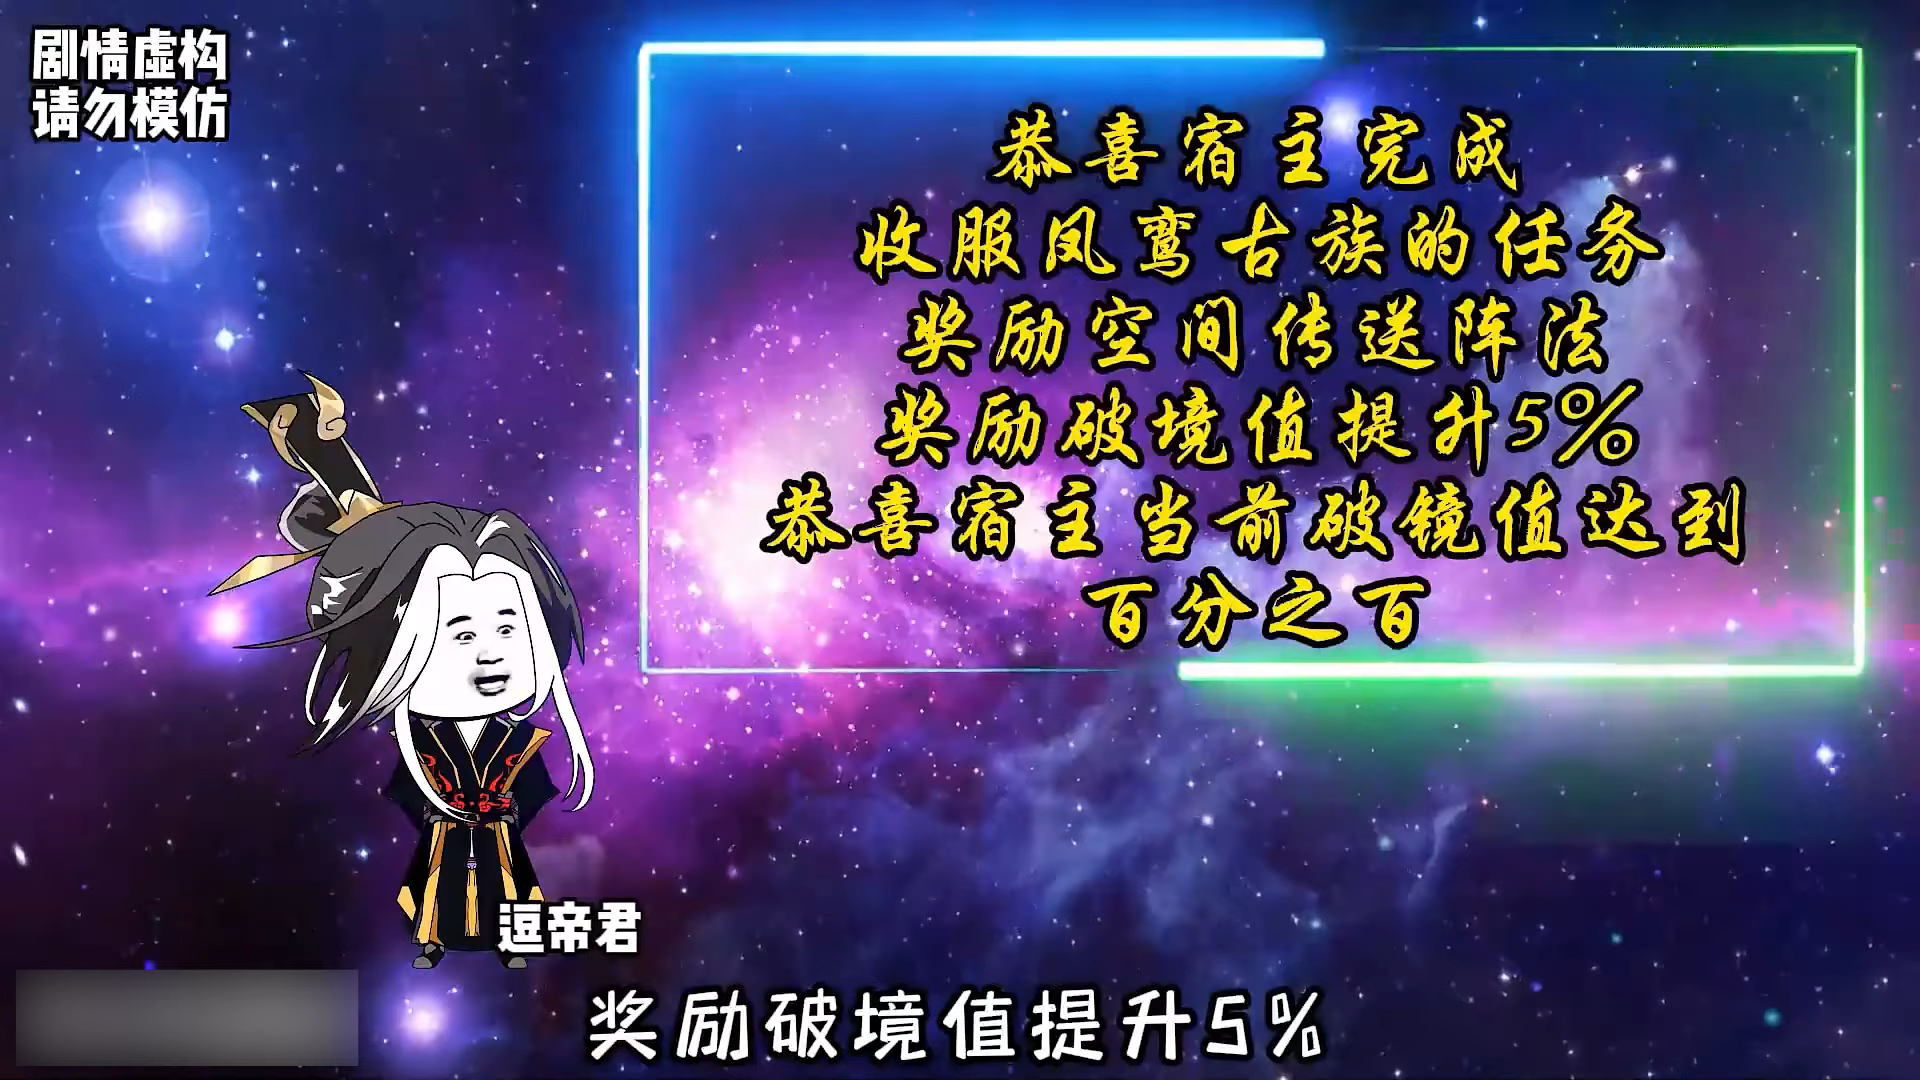 剧情虚构
请勿模仿
恭喜宿主完成
收服凤鸾古族的任务
奖励空间传送阵法
奖励破境值提升5%
恭喜宿主当前破镜值达到
百分之百
逗帝君
奖励破境值提升5%